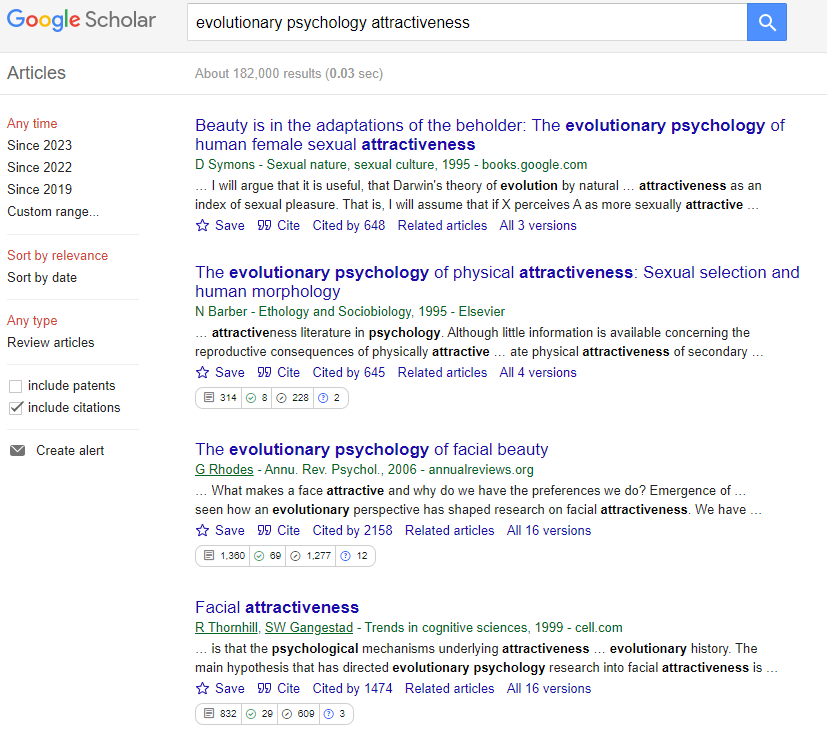 Google Scholar
evolutionary psychology attractiveness
Articles
About 182,000 results (0.03 sec)
Any time
Since 2023
Since 2022
Since 2019
Custom range...
Sort by relevance
Sort by date
Any type
Review articles
include patents
include citations
Create alert
Beauty is in the adaptations of the beholder: The evolutionary psychology of
human female sexual attractiveness
D Symons - Sexual nature, sexual culture, 1995 - books.google.com
… I will argue that it is useful, that Darwin's theory of evolution by natural … attractiveness as an
index of sexual pleasure. That is, I will assume that if X perceives A as more sexually attractive …
Save Cite Cited by 648 Related articles All 3 versions
The evolutionary psychology of physical attractiveness: Sexual selection and
human morphology
N Barber - Ethology and Sociobiology, 1995 - Elsevier
… attractiveness literature in psychology. Although little information is available concerning the
reproductive consequences of physically attractive … ate physical attractiveness of secondary …
Save Cite Cited by 645 Related articles All 4 versions
314 8 228 2
The evolutionary psychology of facial beauty
G Rhodes - Annu. Rev. Psychol., 2006 - annualreviews.org
… What makes a face attractive and why do we have the preferences we do? Emergence of …
seen how an evolutionary perspective has shaped research on facial attractiveness. We have …
Save Cite Cited by 2158 Related articles All 16 versions
1,360 69 1,277 12
Facial attractiveness
R Thornhill, SW Gangestad - Trends in cognitive sciences, 1999 - cell.com
… is that the psychological mechanisms underlying attractiveness … evolutionary history. The
main hypothesis that has directed evolutionary psychology research into facial attractiveness is …
Save Cite Cited by 1474 Related articles All 16 versions
832 29 609 3